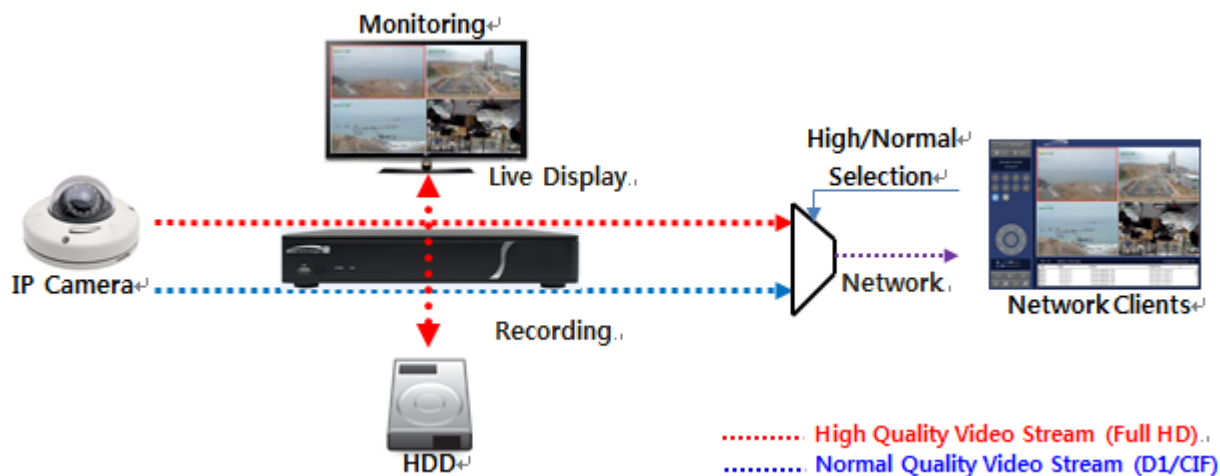 Monitoring↵
Live Display..
High/Normal↵
Selection↵
IP Camera↵
Network..
Network Clients↵
Recording..
HDD↵
High Quality Video Stream (Full HD)..
Normal Quality Video Stream (D1/CIF)